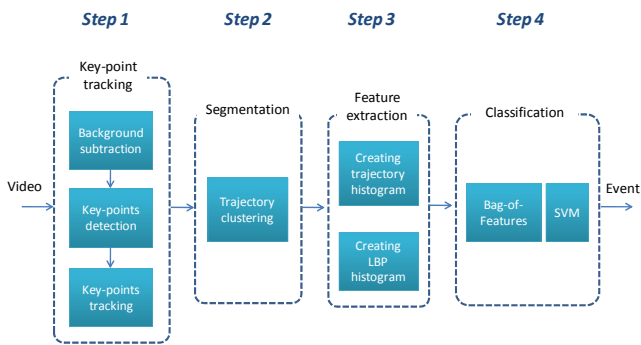 Step 1
Step 2
Step 3
Step 4
Key-point
tracking
Background
subtraction
Key-points
detection
Key-points
tracking
Video
Segmentation
Trajectory
clustering
Feature
extraction
Creating
trajectory
histogram
Creating
LBP
histogram
Classification
Bag-of-
Features
SVM
Event